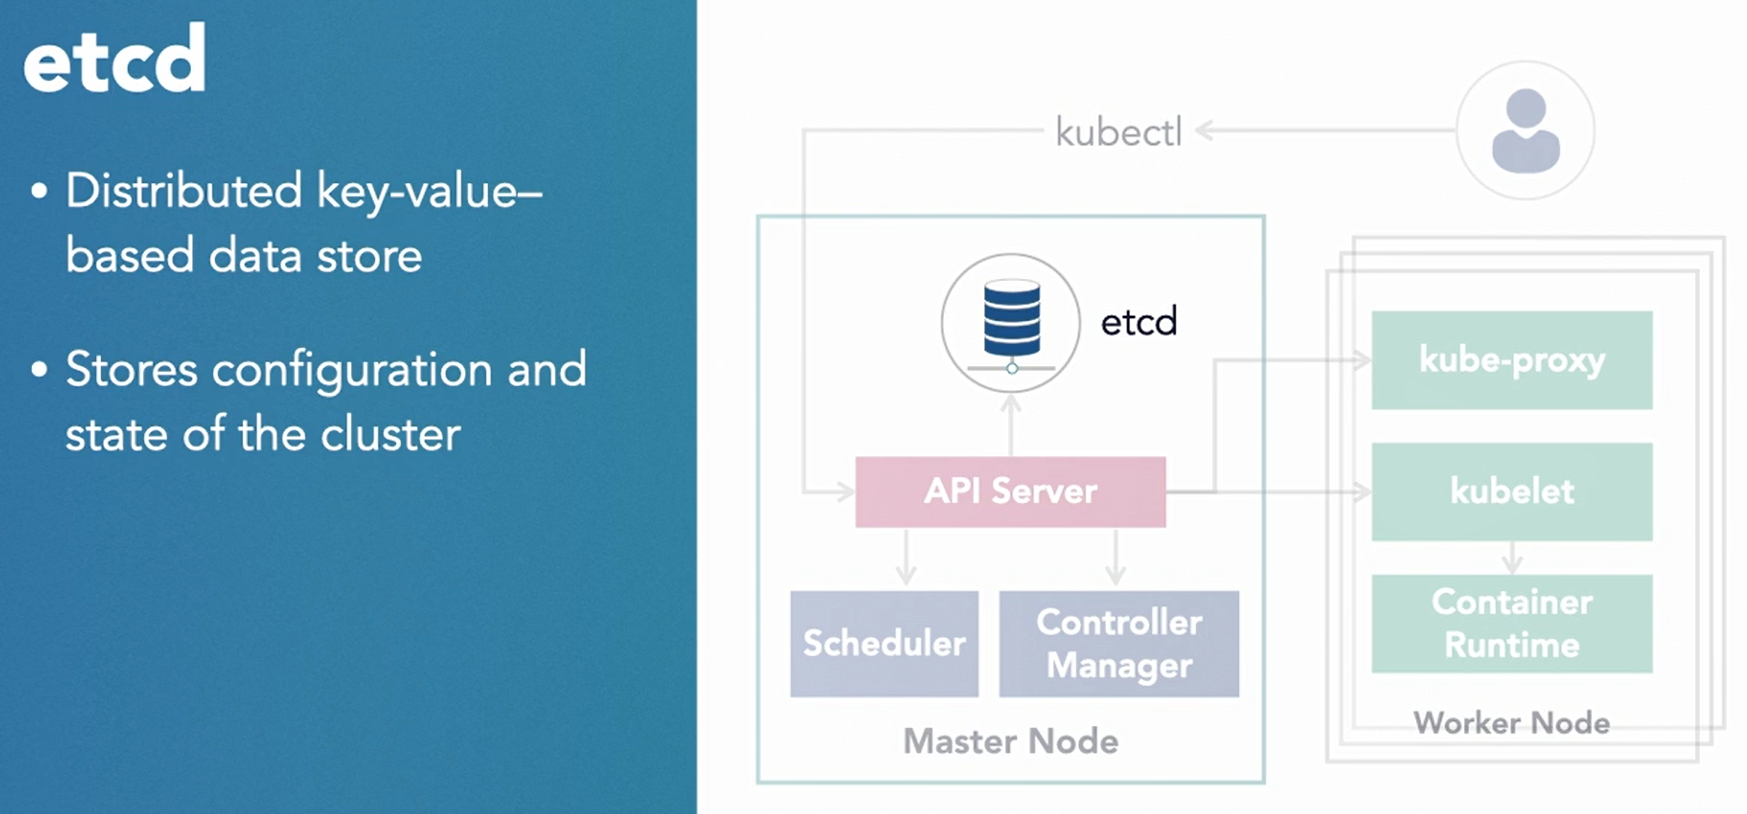 etcd
• Distributed key-value–
based data store
• Stores configuration and
state of the cluster
kubectl
etcd
kube-proxy
API Server
kubelet
Scheduler
Controller
Manager
Container
Runtime
Master Node
Worker Node